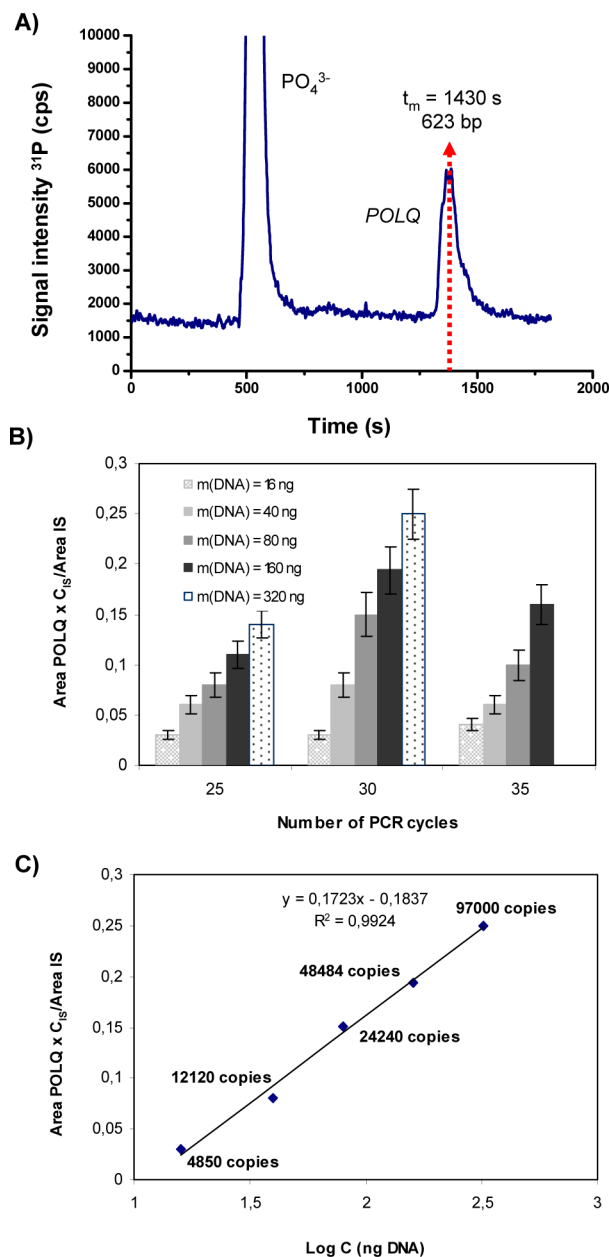 A)
Signal intensity ³¹P (cps)
10000
9000
8000
7000
6000
5000
4000
3000
2000
1000
0
PO₄³⁻
tₘ = 1430 s
623 bp
POLQ
0
500
1000
1500
2000
Time (s)
B)
Area POLQ x C_IS/Area IS
0,3
0,25
0,2
0,15
0,1
0,05
0
m(DNA) = 16 ng
m(DNA) = 40 ng
m(DNA) = 80 ng
m(DNA) = 160 ng
m(DNA) = 320 ng
25
30
35
Number of PCR cycles
C)
Area POLQ x C_IS/Area IS
0,3
0,25
0,2
0,15
0,1
0,05
0
y = 0,1723x - 0,1837
R² = 0,9924
97000 copies
48484 copies
24240 copies
12120 copies
4850 copies
1
1,5
2
2,5
3
Log C (ng DNA)